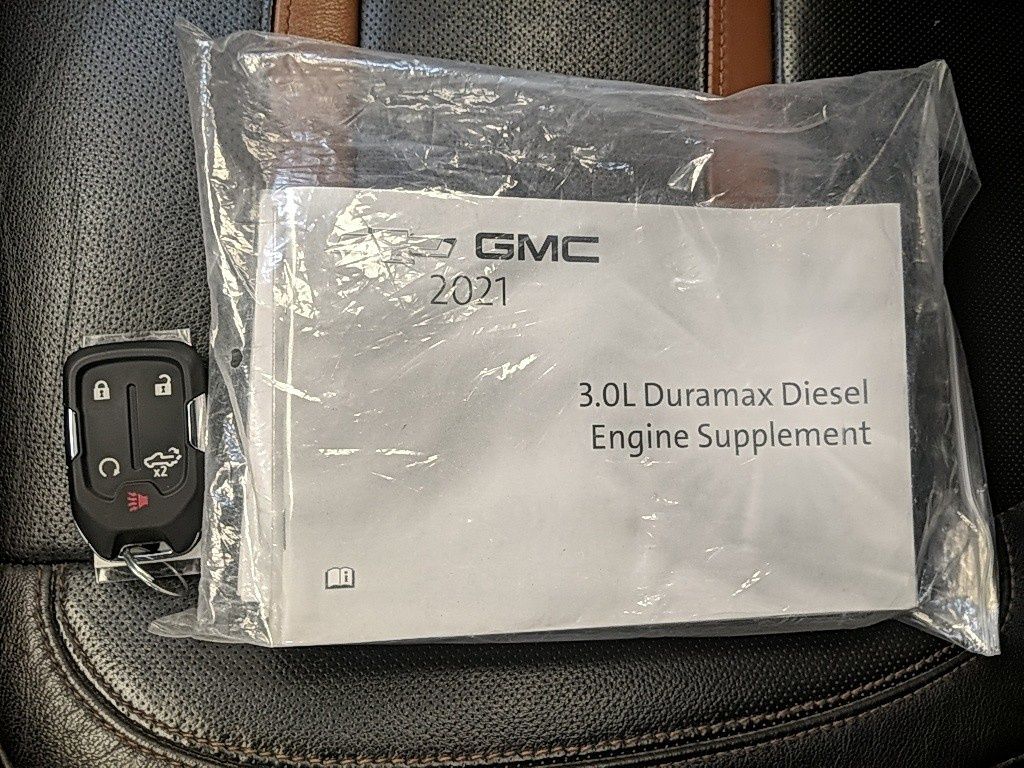 GMC
2021
3.0L Duramax Diesel
Engine Supplement
x2
i